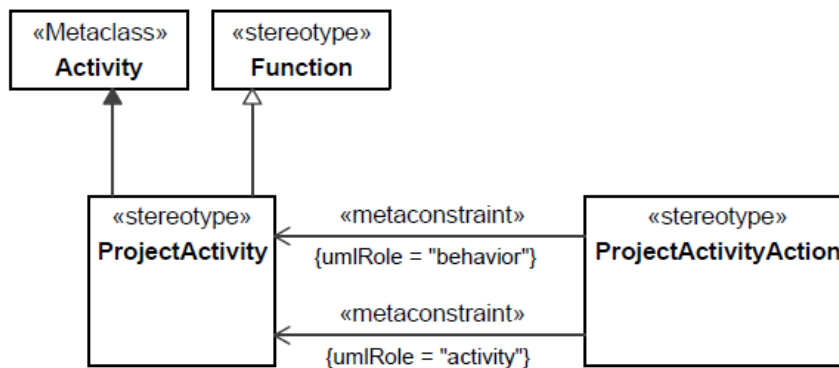 «Metaclass»
Activity
«stereotype»
Function
«stereotype»
ProjectActivity
«metaconstraint»
{umlRole = "behavior"}
«metaconstraint»
{umlRole = "activity"}
«stereotype»
ProjectActivityAction